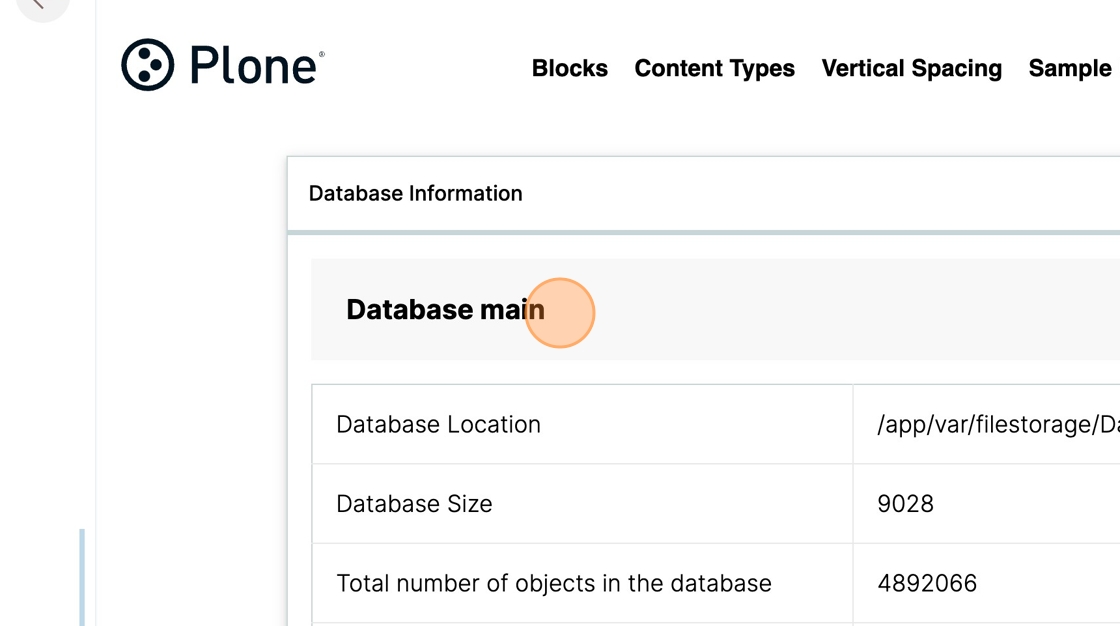 Plone®
Blocks Content Types Vertical Spacing Sample
Database Information
Database main
Database Location /app/var/filestorage/Da
Database Size 9028
Total number of objects in the database 4892066